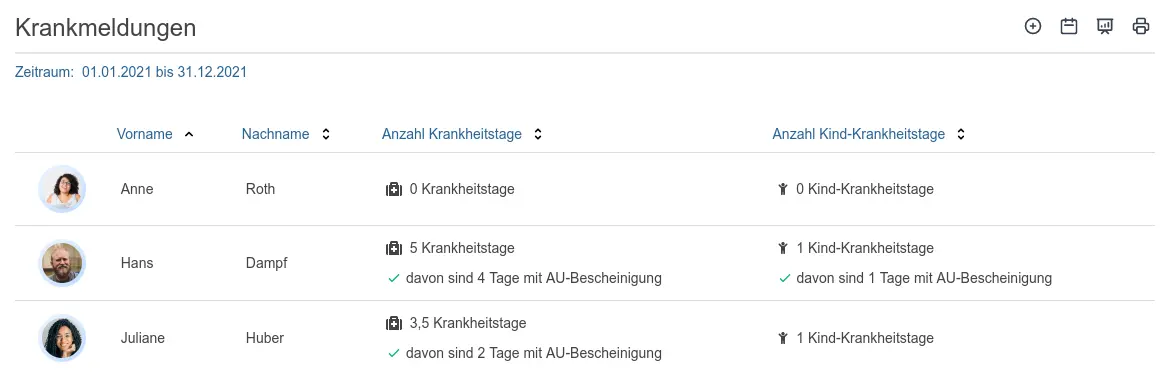 Krankmeldungen
Zeitraum: 01.01.2021 bis 31.12.2021
Vorname Nachname Anzahl Krankheitstage Anzahl Kind-Krankheitstage
Anne Roth 0 Krankheitstage 0 Kind-Krankheitstage
Hans Dampf 5 Krankheitstage 1 Kind-Krankheitstage
davon sind 4 Tage mit AU-Bescheinigung davon sind 1 Tage mit AU-Bescheinigung
Juliane Huber 3,5 Krankheitstage 1 Kind-Krankheitstage
davon sind 2 Tage mit AU-Bescheinigung